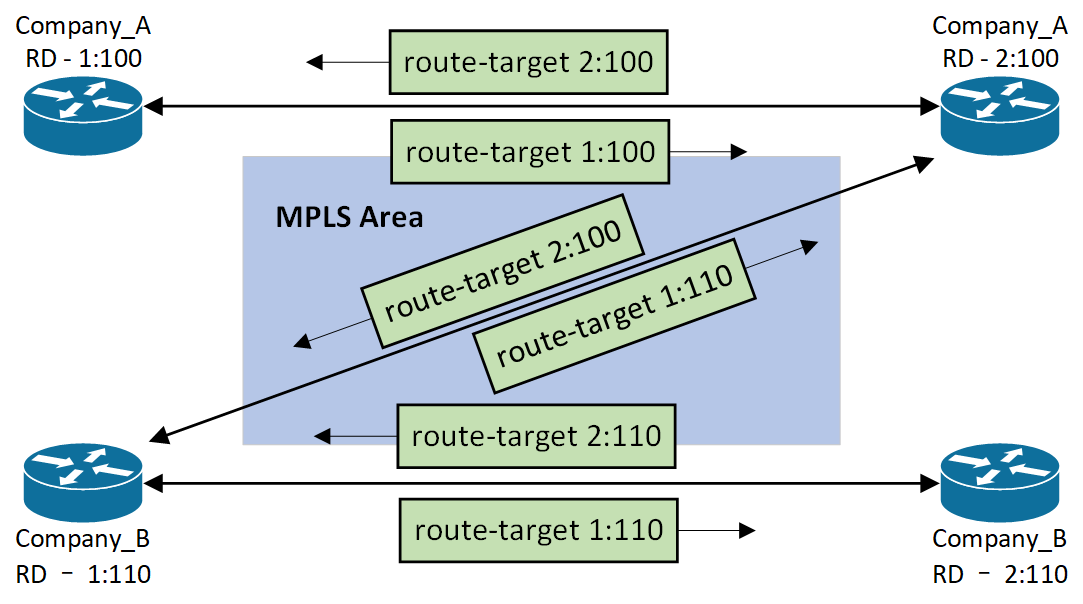 Company_A
RD - 1:100
Company_A
RD - 2:100
route-target 2:100
route-target 1:100
MPLS Area
route-target 2:100
route-target 1:110
route-target 2:110
route-target 1:110
Company_B
RD – 1:110
Company_B
RD – 2:110